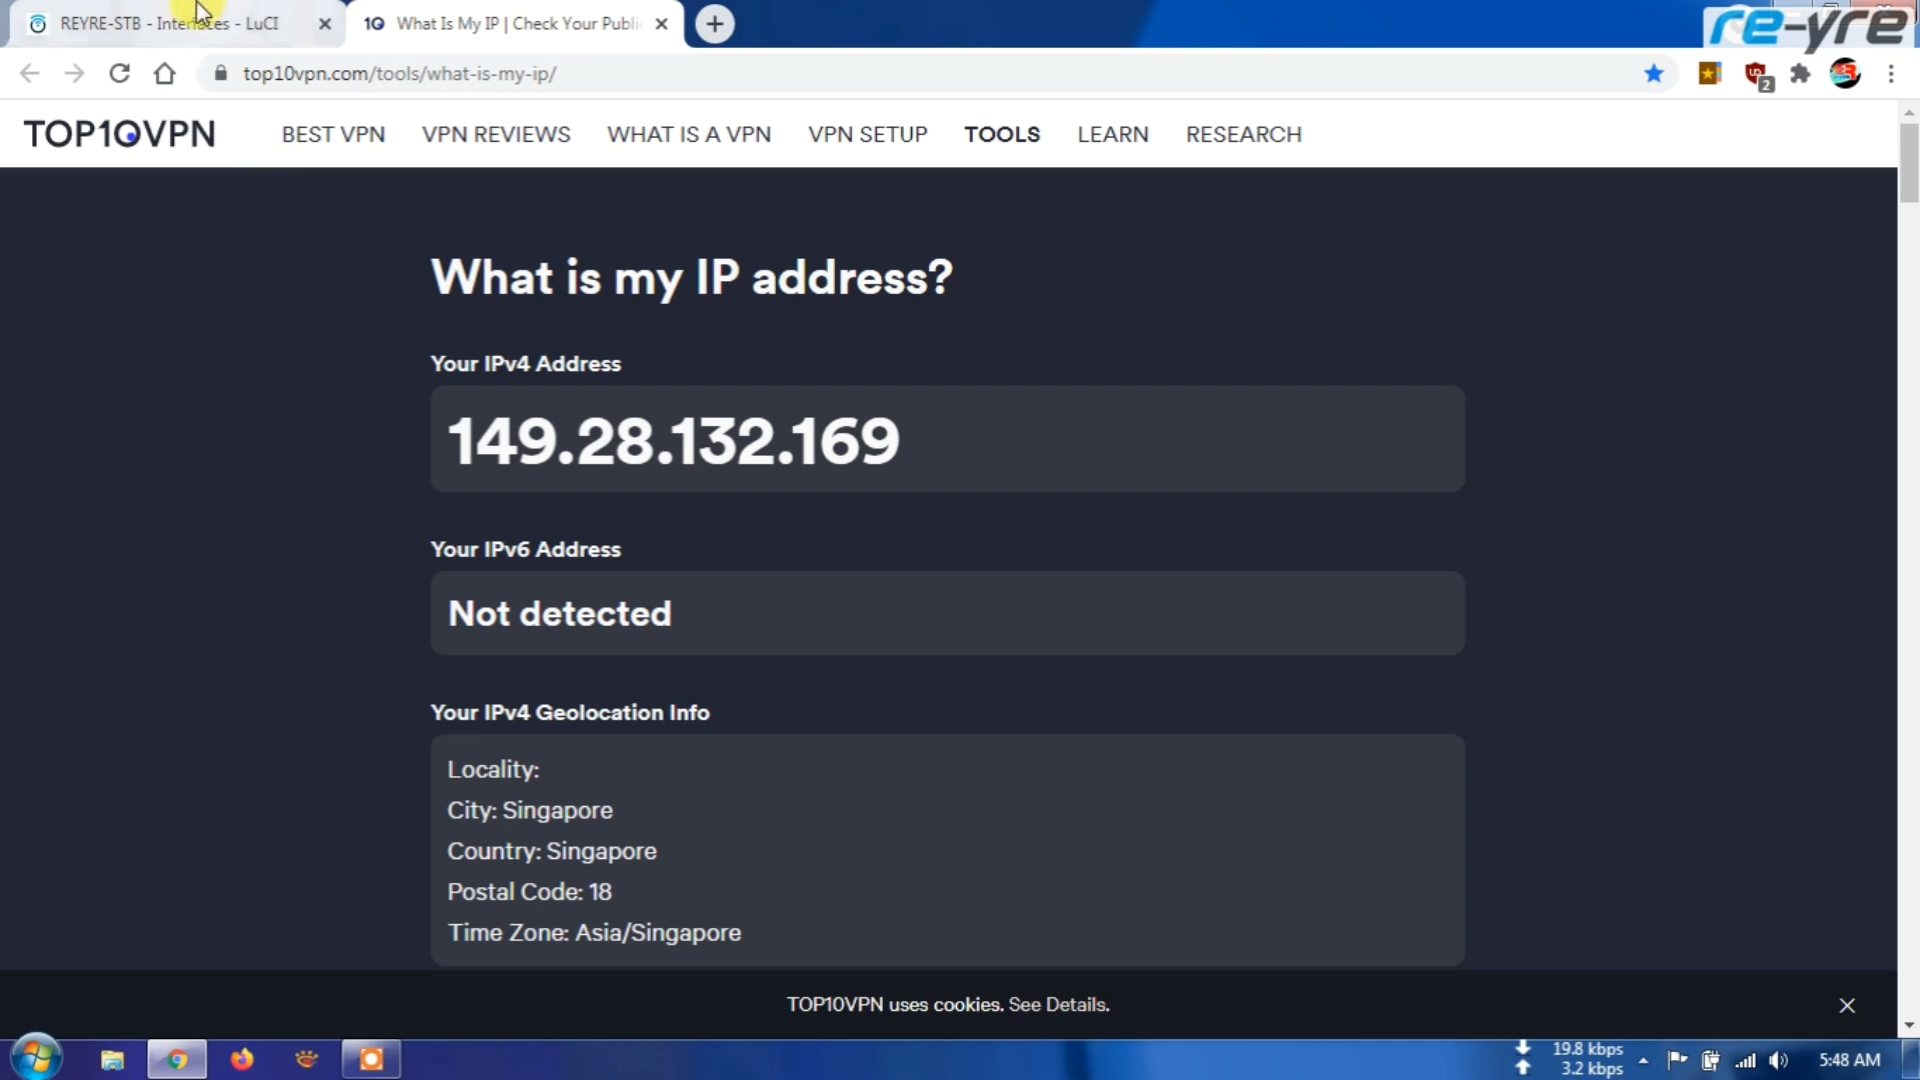 REYRE-STB - Interfaces - LuCI
1Q What Is My IP | Check Your Publi
re-yre
top10vpn.com/tools/what-is-my-ip/
2
TOP10VPN BEST VPN VPN REVIEWS WHAT IS A VPN VPN SETUP TOOLS LEARN RESEARCH
What is my IP address?
Your IPv4 Address
149.28.132.169
Your IPv6 Address
Not detected
Your IPv4 Geolocation Info
Locality:
City: Singapore
Country: Singapore
Postal Code: 18
Time Zone: Asia/Singapore
TOP10VPN uses cookies. See Details.
19.8 kbps
3.2 kbps
5:48 AM